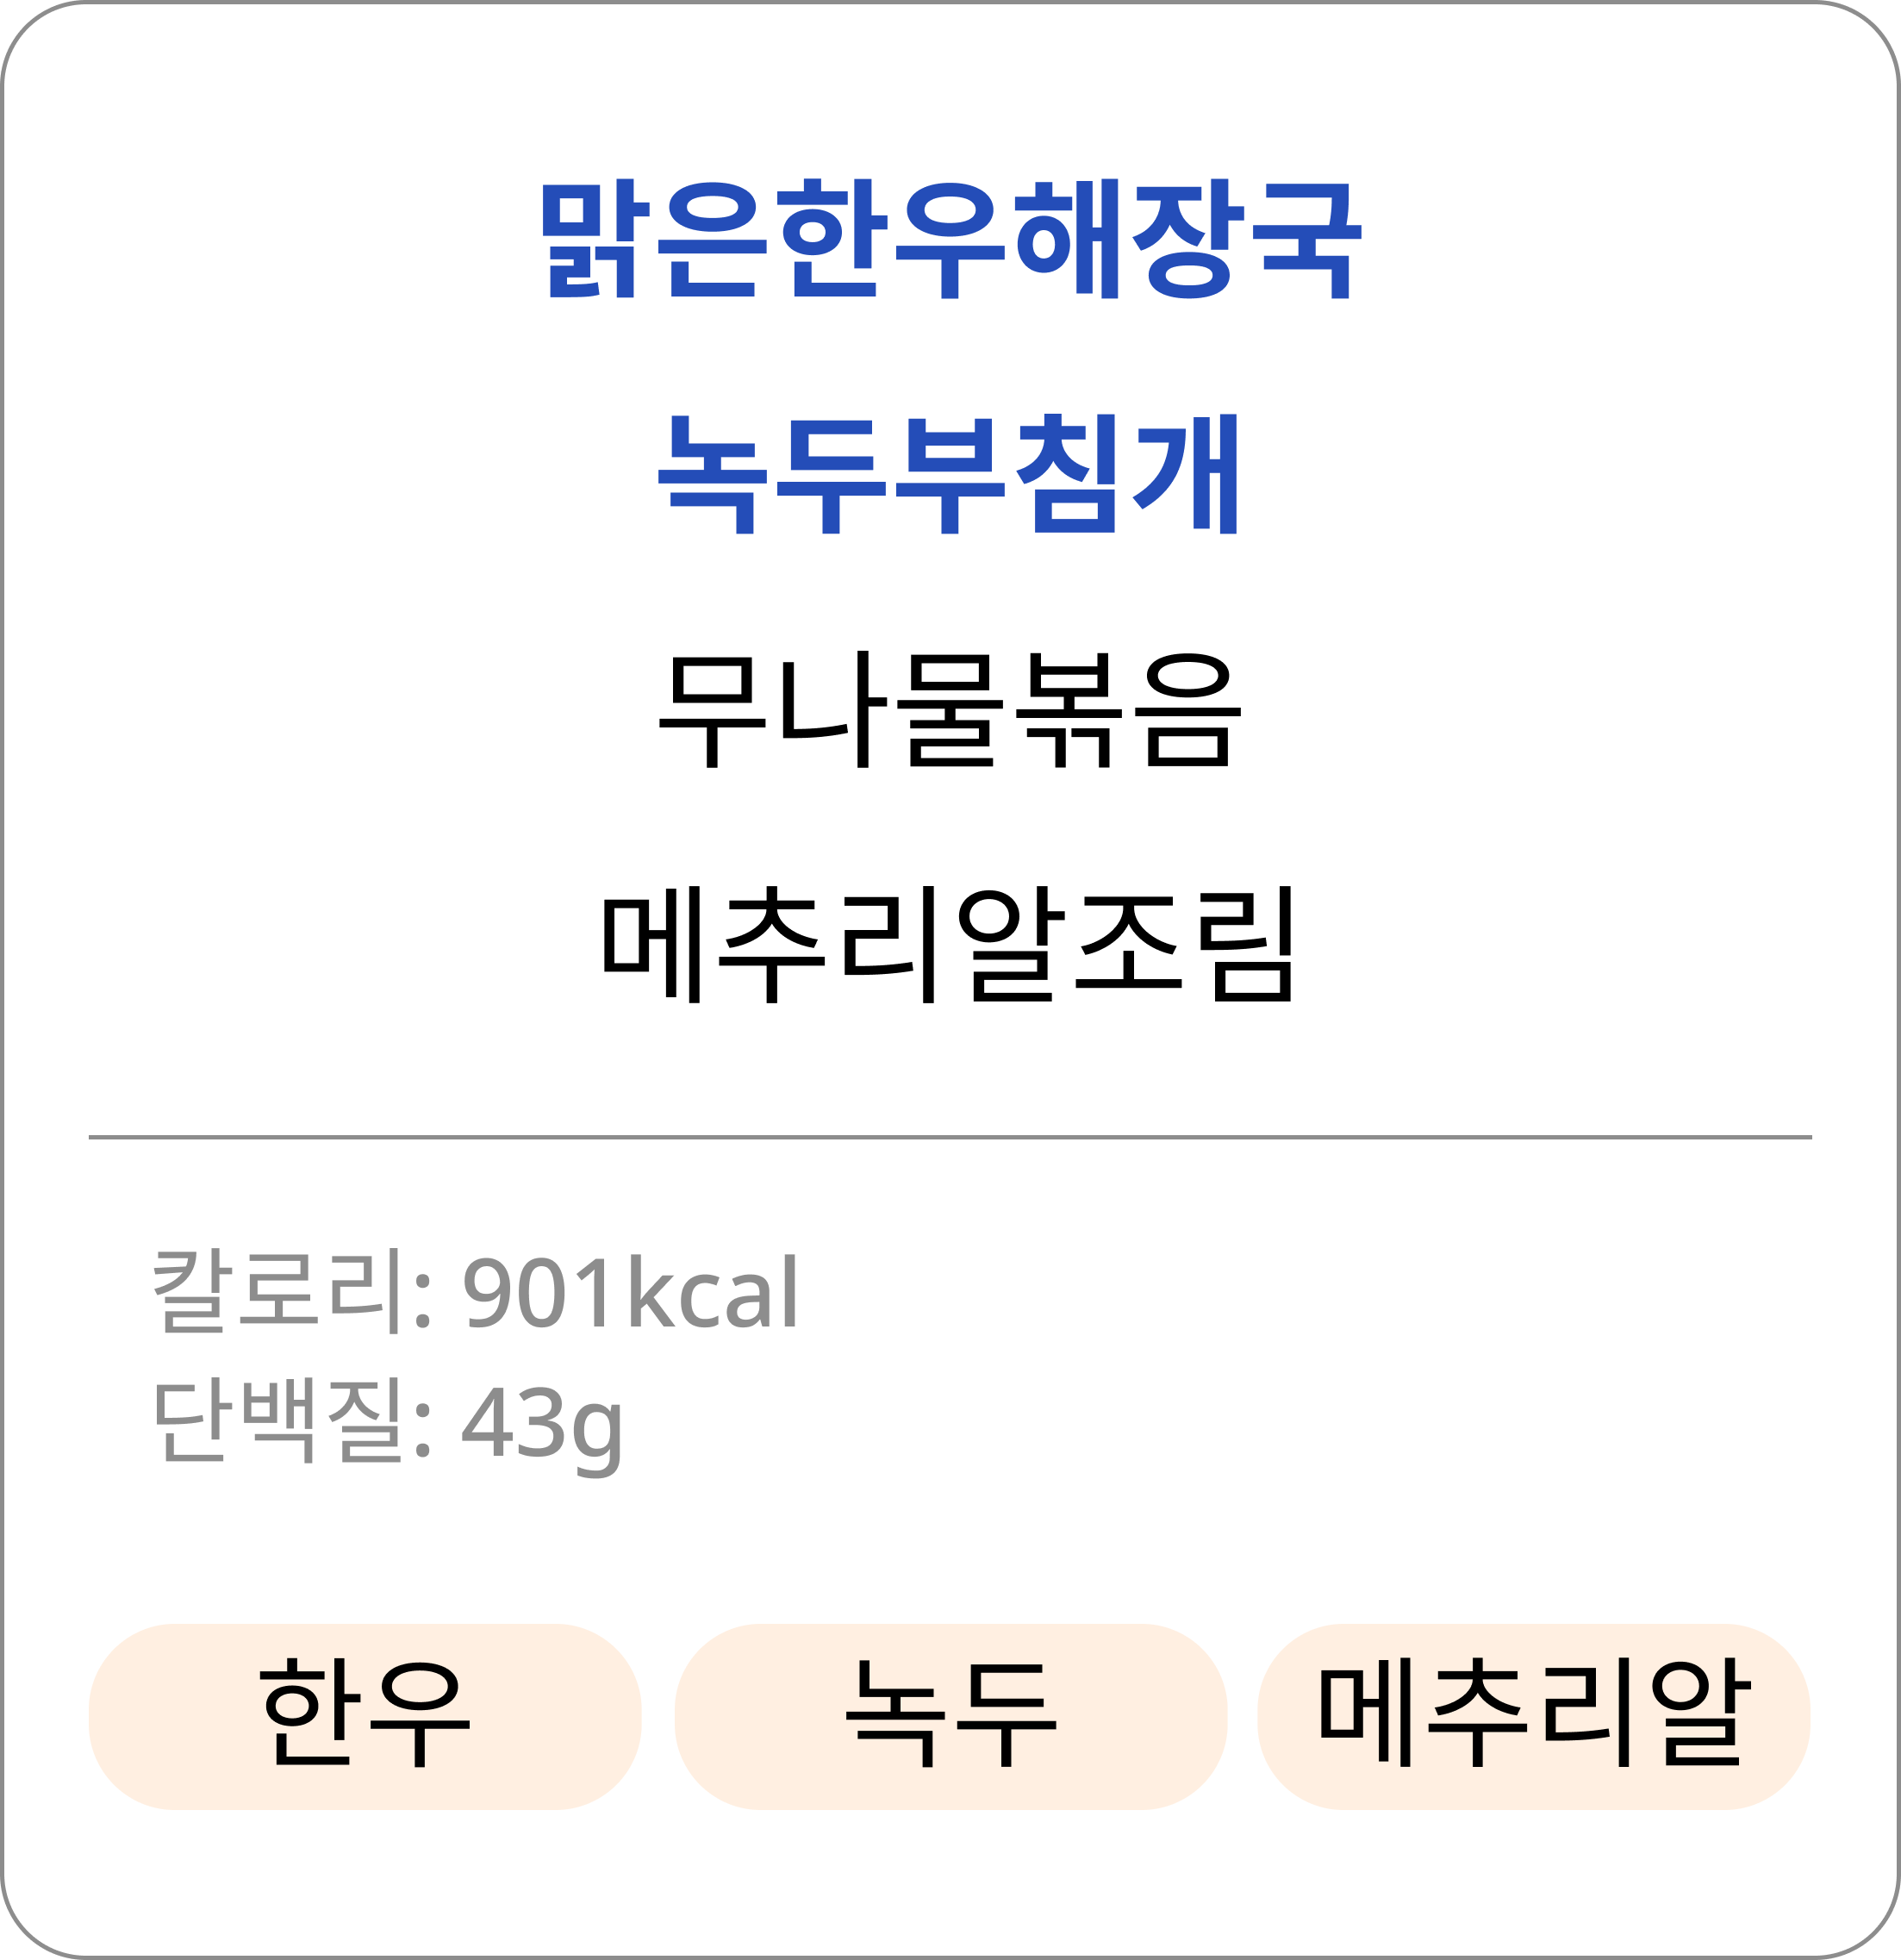 맑은한우해장국
녹두부침개
무나물볶음
메추리알조림
칼로리: 901kcal
단백질: 43g
한우
녹두
메추리알